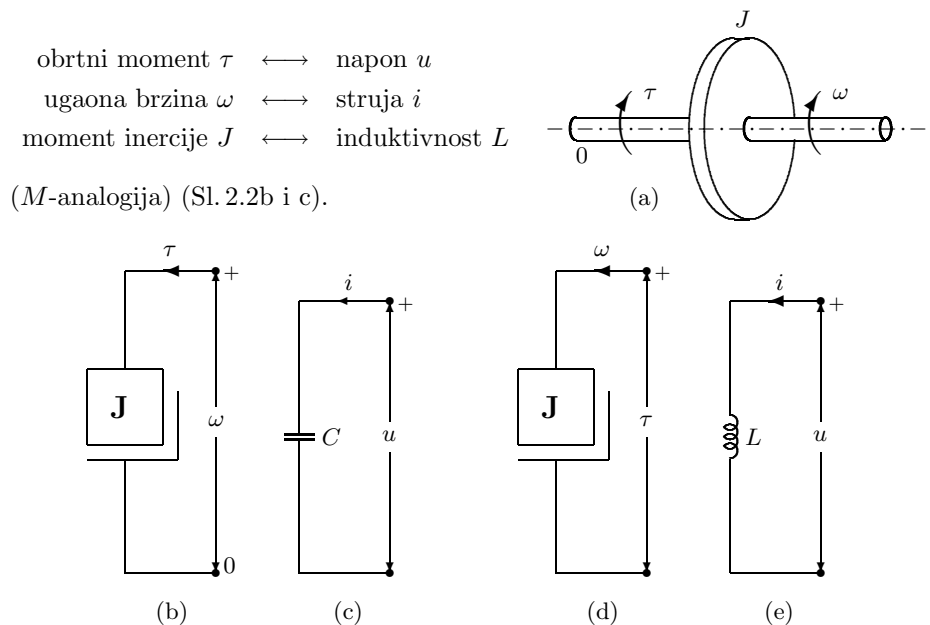 obrtni moment τ ⟷ napon u
ugaona brzina ω ⟷ struja i
moment inercije J ⟷ induktivnost L
(M-analogija) (Sl. 2.2b i c).
J
τ
ω
0
(a)
τ
+
J
ω
0
(b)
i
+
C
u
(c)
ω
+
J
τ
(d)
i
+
L
u
(e)